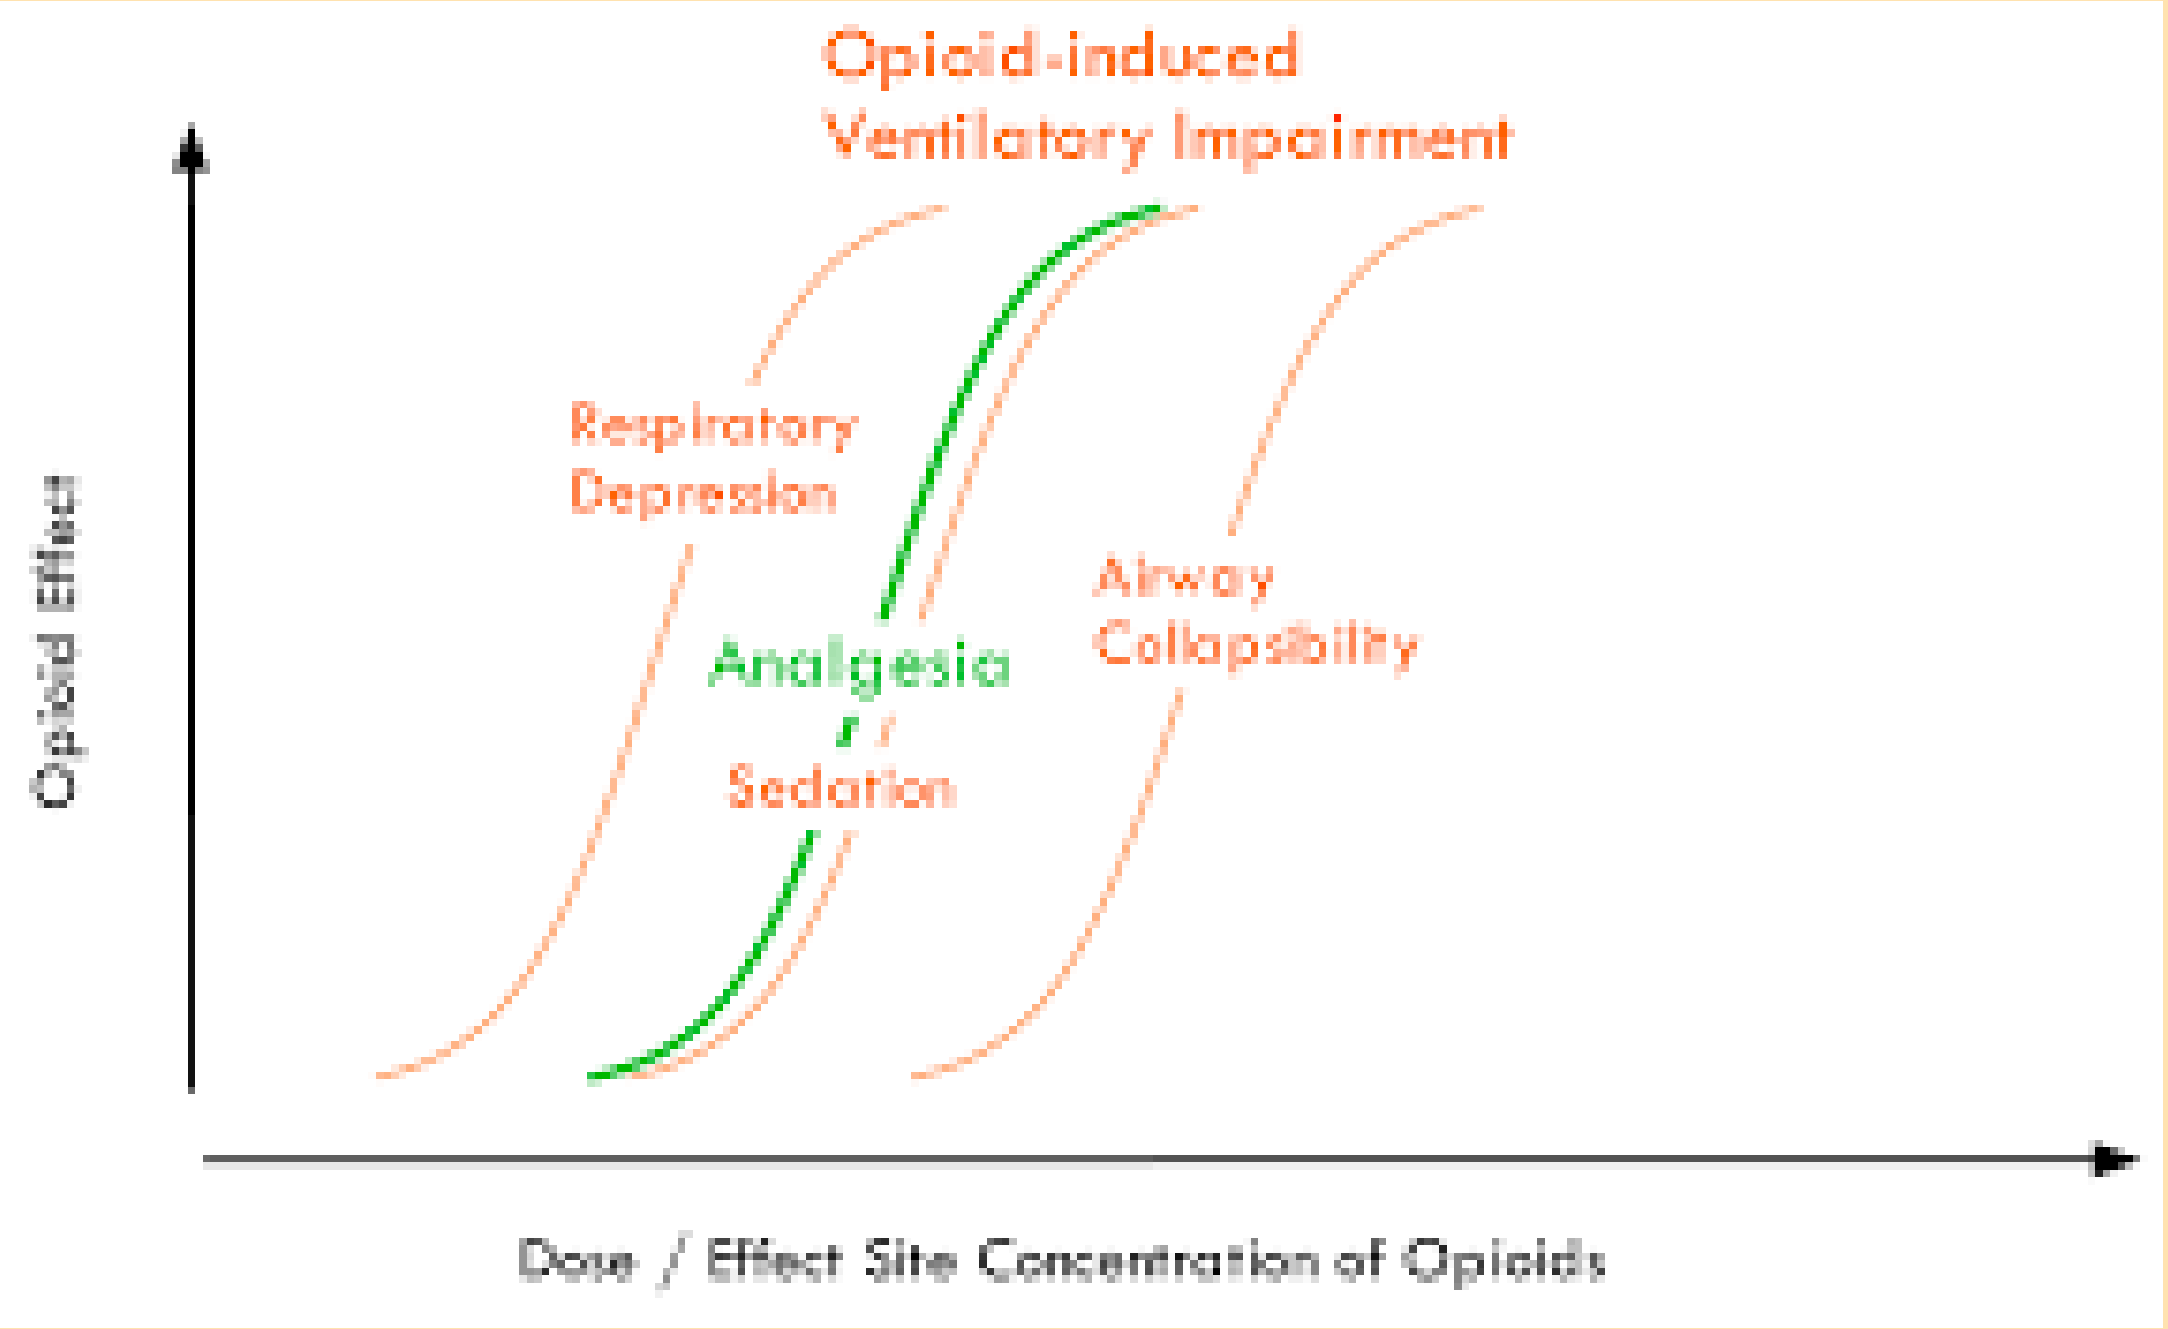 Opioid-induced
Ventilatory Impairment
Respiratory
Depression
Analgesia
Sedation
Airway
Collapsibility
Opioid Effect
Dose / Effect Site Concentration of Opioids